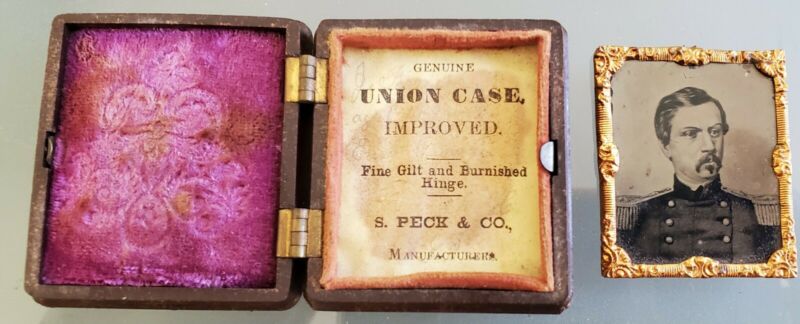 GENUINE
UNION CASE,
IMPROVED.
Fine Gilt and Burnished
Hinge.
S. PECK & CO.,
MANUFACTURERS.